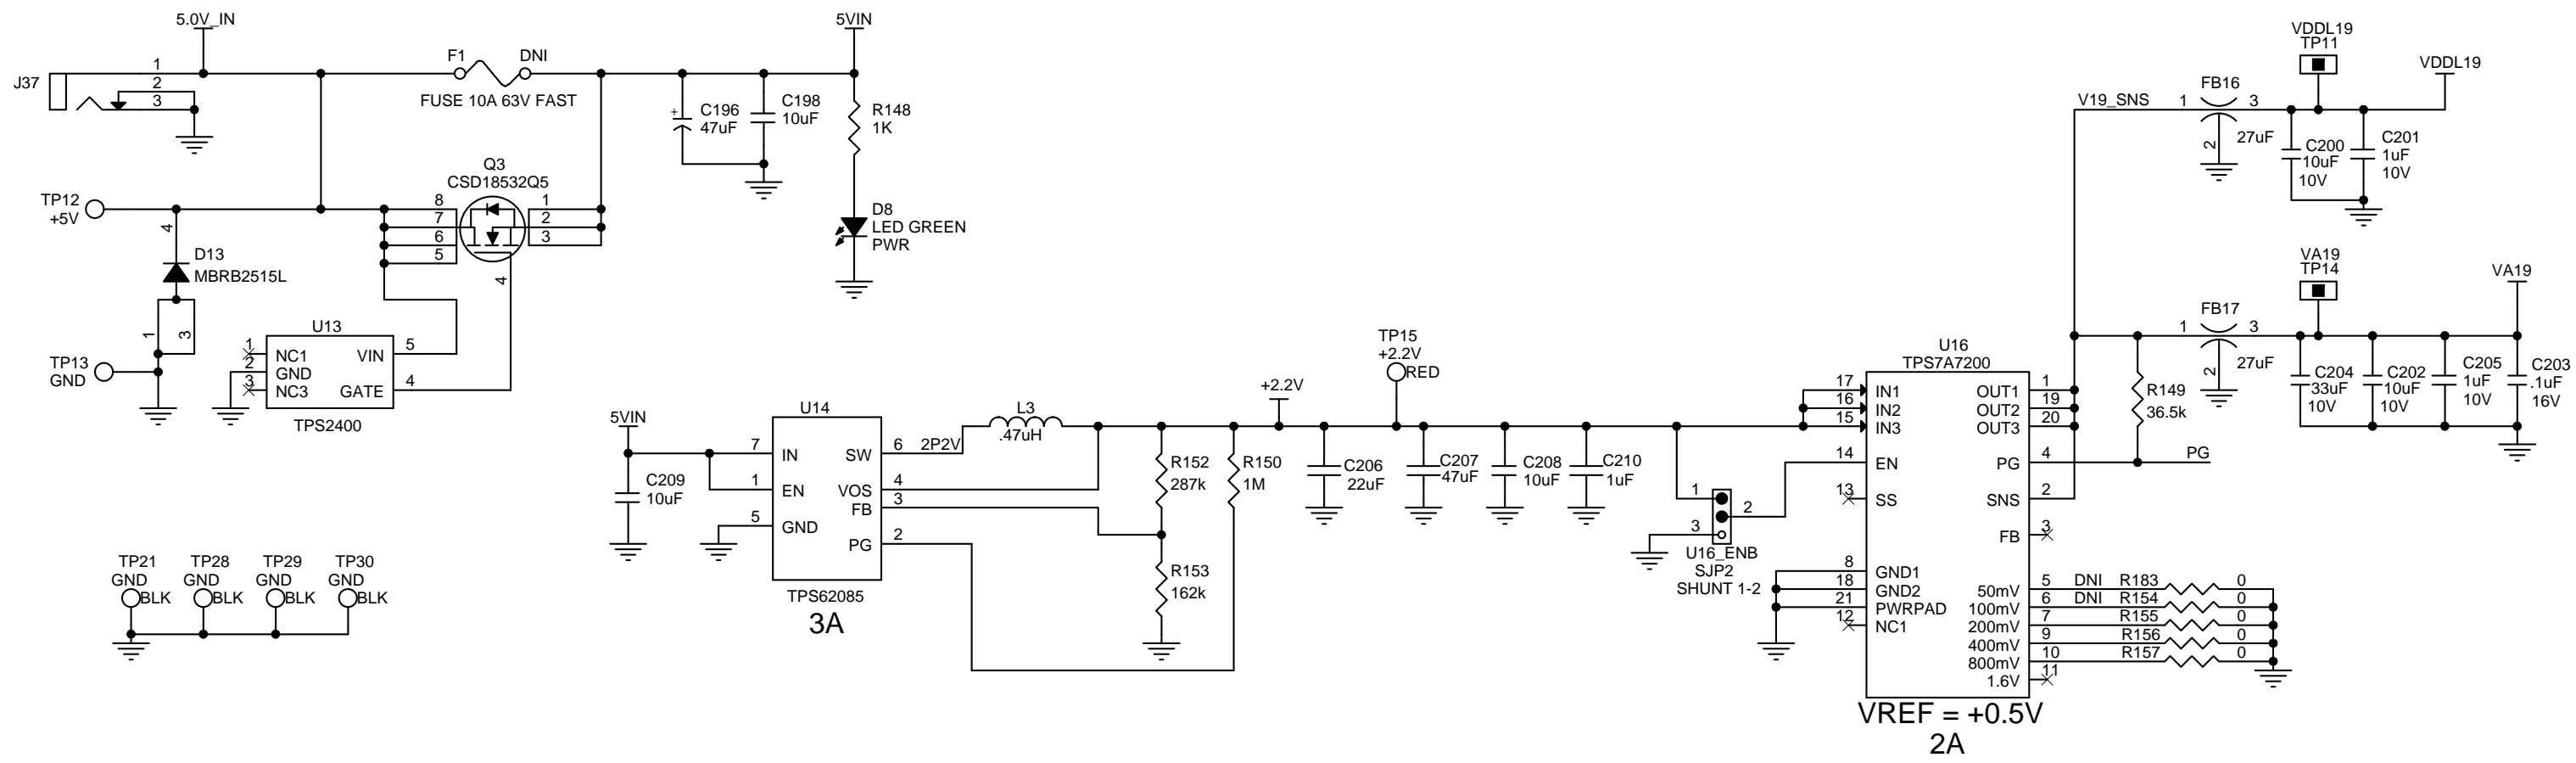 5.0V_IN
J37
1
2
3
F1
DNI
FUSE 10A 63V FAST
5VIN
C196
47uF
+
C198
10uF
R148
1K
D8
LED GREEN
PWR
Q3
CSD18532Q5
8
7
6
5
1
2
3
4
TP12
+5V
4
D13
MBRB2515L
1
3
TP13
GND
U13
1
NC1
2
GND
3
NC3
VIN
5
GATE
4
TPS2400
TP21
GND
BLK
TP28
GND
BLK
TP29
GND
BLK
TP30
GND
BLK
5VIN
C209
10uF
U14
7
IN
1
EN
5
GND
SW
6
VOS
4
FB
3
PG
2
TPS62085
3A
2P2V
L3
.47uH
R152
287k
R150
1M
R153
162k
+2.2V
TP15
+2.2V
RED
C206
22uF
C207
47uF
C208
10uF
C210
1uF
1
2
3
U16_ENB
SJP2
SHUNT 1-2
U16
TPS7A7200
17
IN1
16
IN2
15
IN3
14
EN
13
SS
8
GND1
18
GND2
21
PWRPAD
12
NC1
OUT1
1
OUT2
19
OUT3
20
PG
4
SNS
2
FB
3
50mV
5
DNI
R183
0
100mV
6
DNI
R154
0
200mV
7
R155
0
400mV
9
R156
0
800mV
10
R157
0
1.6V
11
VREF = +0.5V
2A
V19_SNS
FB16
1
3
2
27uF
VDDL19
TP11
VDDL19
C200
10uF
10V
C201
1uF
10V
R149
36.5k
PG
FB17
1
3
2
27uF
VA19
TP14
VA19
C204
33uF
10V
C202
10uF
10V
C205
1uF
10V
C203
.1uF
16V